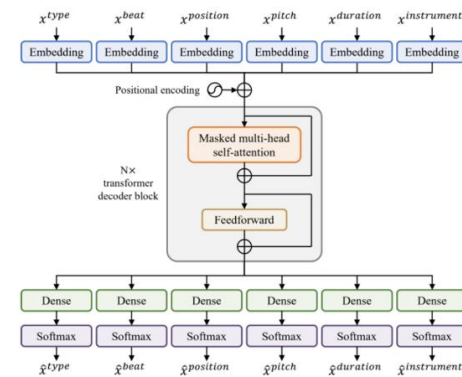 x^type x^beat x^position x^pitch x^duration x^instrument
Embedding Embedding Embedding Embedding Embedding Embedding
Positional encoding
Masked multi-head
self-attention
N×
transformer
decoder block
Feedforward
Dense Dense Dense Dense Dense Dense
Softmax Softmax Softmax Softmax Softmax Softmax
x̂^type x̂^beat x̂^position x̂^pitch x̂^duration x̂^instrument